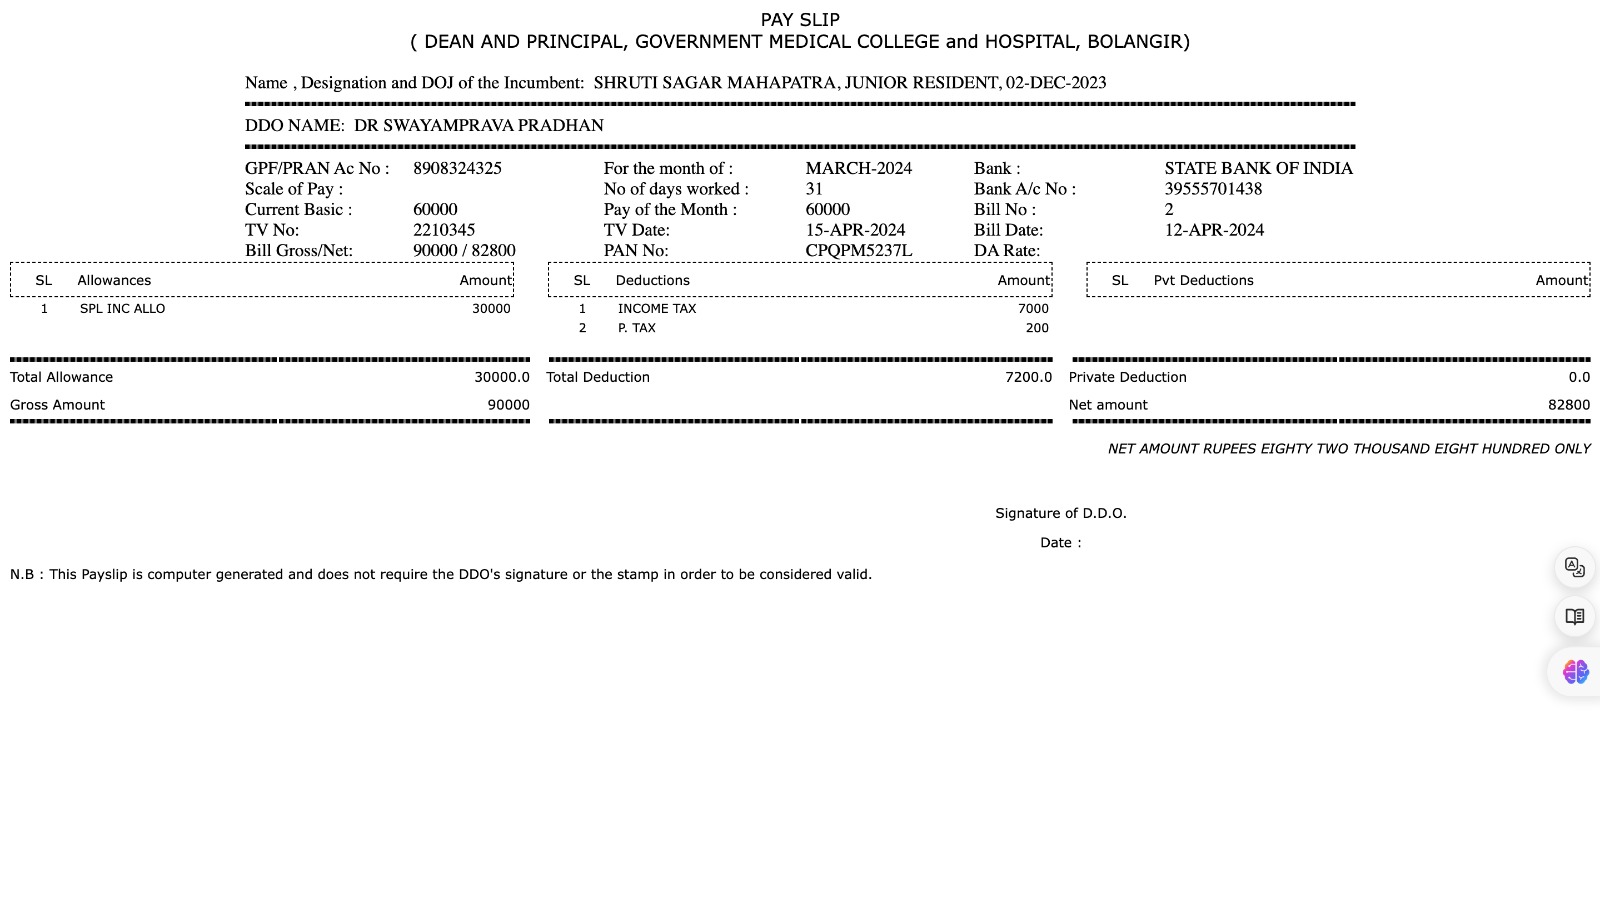 PAY SLIP
( DEAN AND PRINCIPAL, GOVERNMENT MEDICAL COLLEGE and HOSPITAL, BOLANGIR)
Name , Designation and DOJ of the Incumbent: SHRUTI SAGAR MAHAPATRA, JUNIOR RESIDENT, 02-DEC-2023
DDO NAME: DR SWAYAMPRAVA PRADHAN
GPF/PRAN Ac No : 8908324325 For the month of : MARCH-2024 Bank : STATE BANK OF INDIA
Scale of Pay : No of days worked : 31 Bank A/c No : 39555701438
Current Basic : 60000 Pay of the Month : 60000 Bill No : 2
TV No: 2210345 TV Date: 15-APR-2024 Bill Date: 12-APR-2024
Bill Gross/Net: 90000 / 82800 PAN No: CPQPM5237L DA Rate:
SL Allowances Amount SL Deductions Amount SL Pvt Deductions Amount
1 SPL INC ALLO 30000 1 INCOME TAX 7000
2 P. TAX 200
Total Allowance 30000.0 Total Deduction 7200.0 Private Deduction 0.0
Gross Amount 90000 Net amount 82800
NET AMOUNT RUPEES EIGHTY TWO THOUSAND EIGHT HUNDRED ONLY
Signature of D.D.O.
Date :
N.B : This Payslip is computer generated and does not require the DDO's signature or the stamp in order to be considered valid.